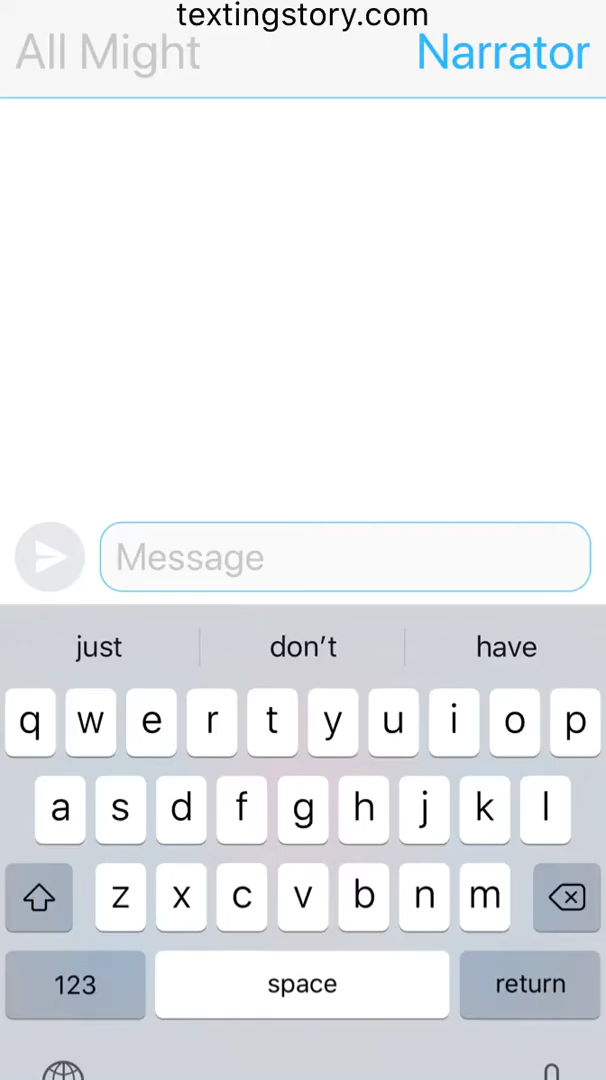 textingstory.com
All Might Narrator
Message
just don't have
q w e r t y u i o p
a s d f g h j k l
z x c v b n m
123 space return